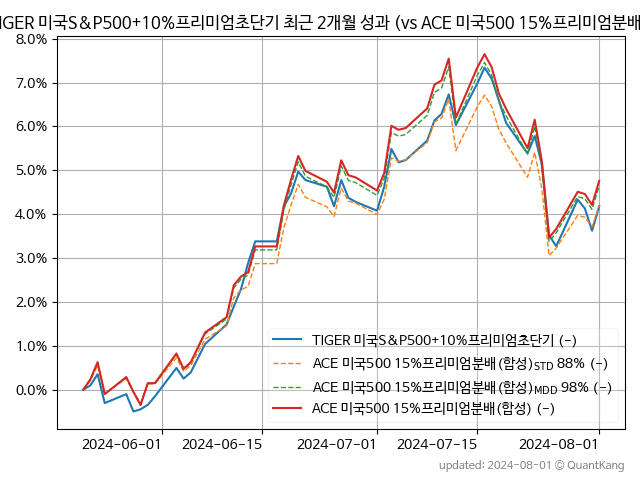 TIGER 미국S&P500+10%프리미엄초단기 최근 2개월 성과 (vs ACE 미국500 15%프리미엄분배
8.0%
7.0%
6.0%
5.0%
4.0%
3.0%
2.0%
1.0%
0.0%
TIGER 미국S&P500+10%프리미엄초단기 (-)
ACE 미국500 15%프리미엄분배(합성)STD 88% (-)
ACE 미국500 15%프리미엄분배(합성)MDD 98% (-)
ACE 미국500 15%프리미엄분배(합성) (-)
2024-06-01 2024-06-15 2024-07-01 2024-07-15 2024-08-01
updated: 2024-08-01 © QuantKang